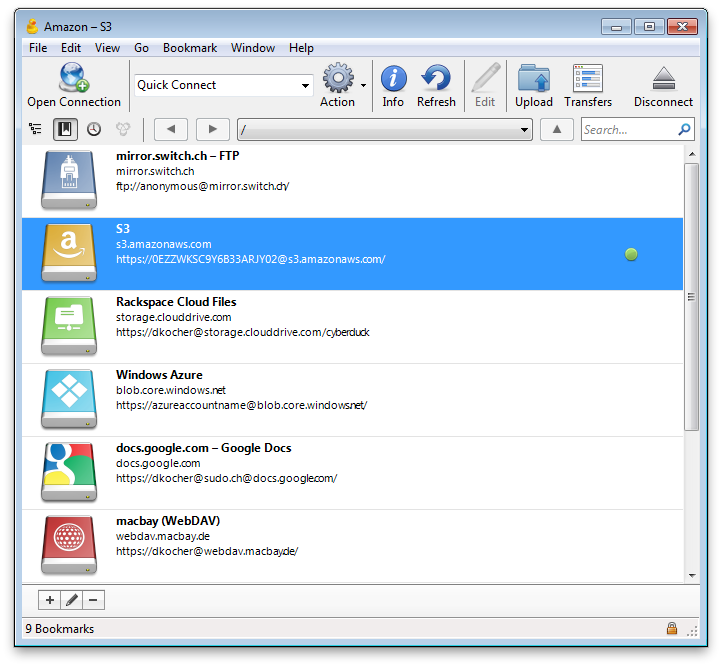 Amazon – S3
File Edit View Go Bookmark Window Help
Open Connection
Quick Connect
Action
Info
Refresh
Edit
Upload
Transfers
Disconnect
/
Search...
mirror.switch.ch – FTP
mirror.switch.ch
ftp://anonymous@mirror.switch.ch/
S3
s3.amazonaws.com
https://0EZZWKSC9Y6B33ARJY02@s3.amazonaws.com/
Rackspace Cloud Files
storage.clouddrive.com
https://dkocher@storage.clouddrive.com/cyberduck
Windows Azure
blob.core.windows.net
https://azureaccountname@blob.core.windows.net/
docs.google.com – Google Docs
docs.google.com
https://dkocher@sudo.ch@docs.google.com/
macbay (WebDAV)
webdav.macbay.de
https://dkocher@webdav.macbay.de/
9 Bookmarks